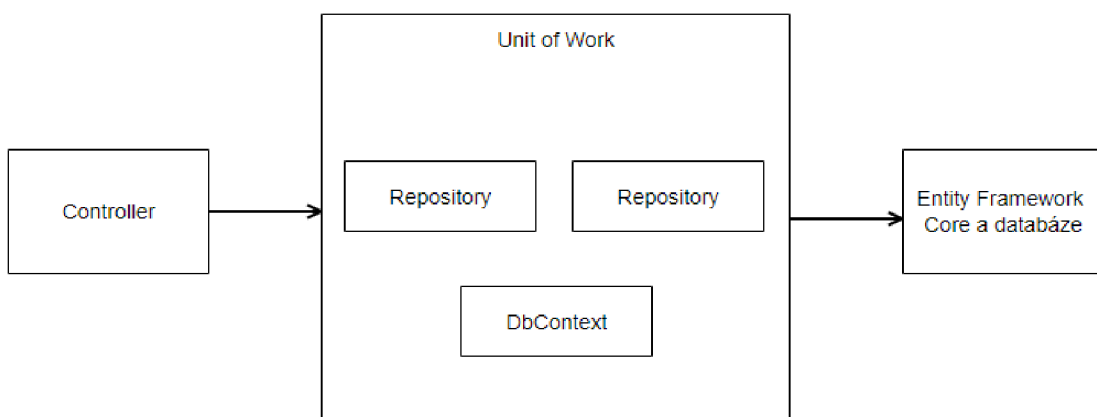 Unit of Work
Controller
Repository
Repository
DbContext
Entity Framework
Core a databáze